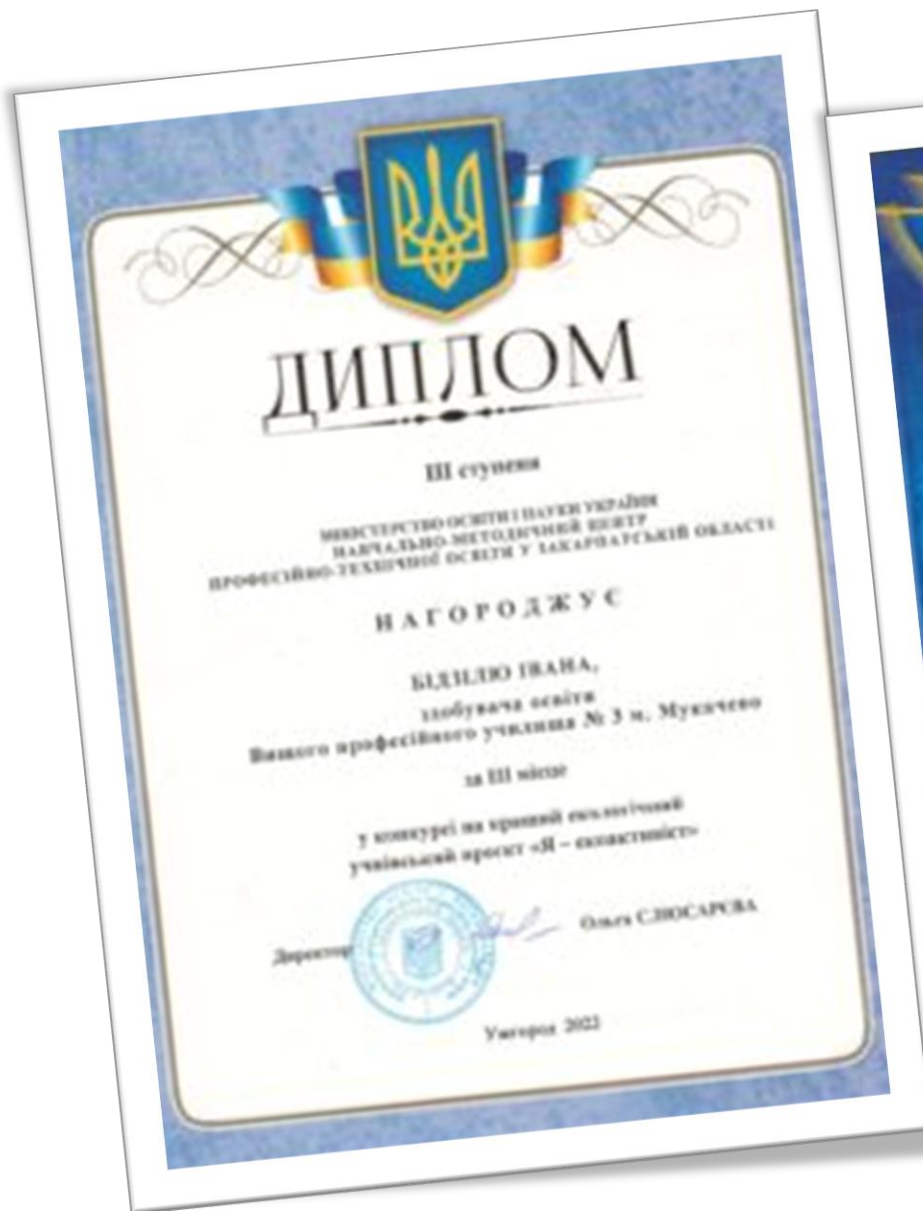 ДИПЛОМ
ІІІ ступеня
МІНІСТЕРСТВО ОСВІТИ І НАУКИ УКРАЇНИ
НАВЧАЛЬНО-МЕТОДИЧНИЙ ЦЕНТР
ПРОФЕСІЙНО-ТЕХНІЧНОЇ ОСВІТИ У ЗАКАРПАТСЬКІЙ ОБЛАСТІ
НАГОРОДЖУЄ
БІДЗІЛЮ ІВАНА,
здобувача освіти
Вищого професійного училища № 3 м. Мукачево
за ІІІ місце
у конкурсі на кращий екологічний
учнівський проєкт «Я – екоактивіст»
Директор
Ольга СЛЮСАРЄВА
Ужгород 2022